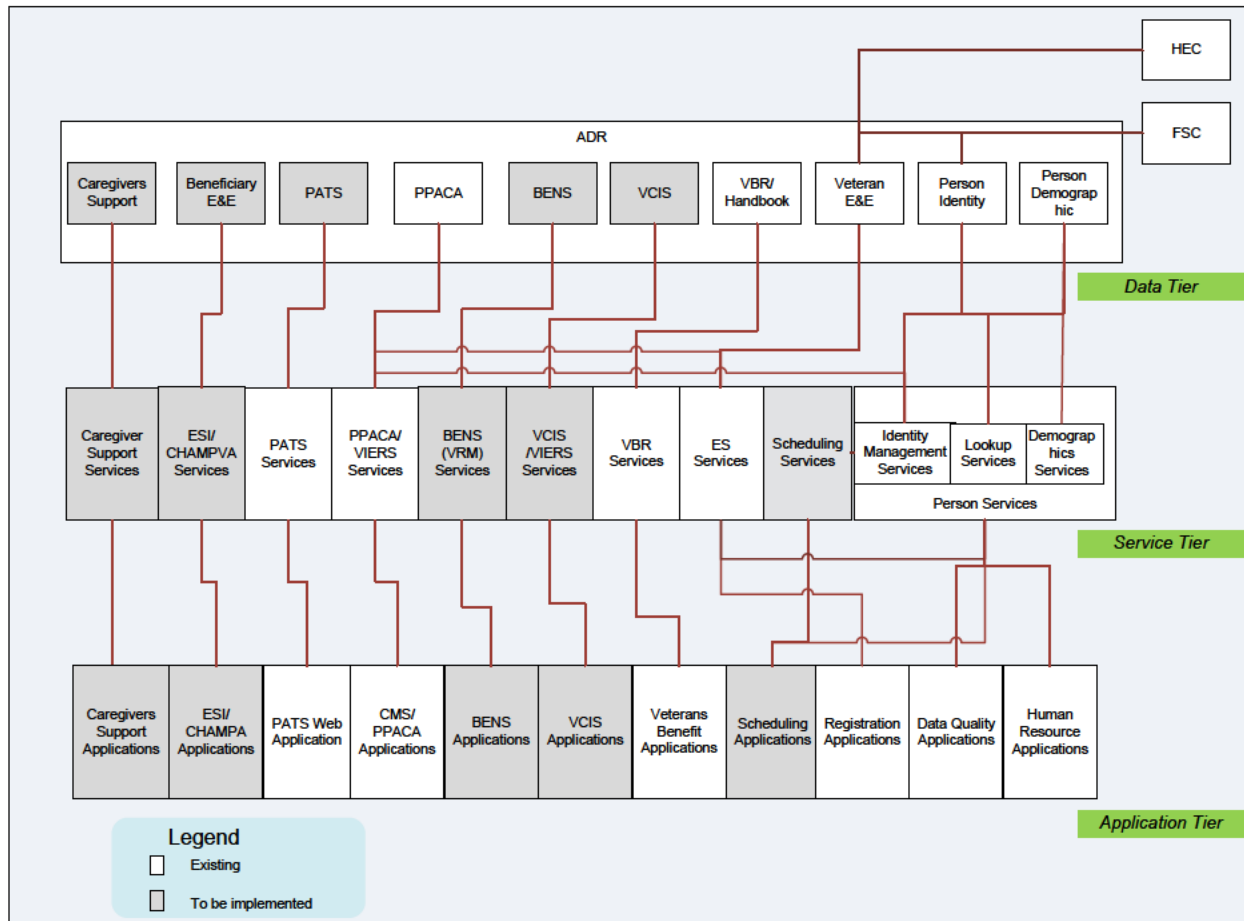 HEC
FSC
ADR
Caregivers
Support
Beneficiary
E&E
PATS
PPACA
BENS
VCIS
VBR/
Handbook
Veteran
E&E
Person
Identity
Person
Demograp
hic
Data Tier
Caregiver
Support
Services
ESI/
CHAMPVA
Services
PATS
Services
PPACA/
VIERS
Services
BENS
(VRM)
Services
VCIS
/VIERS
Services
VBR
Services
ES
Services
Scheduling
Services
Identity
Management
Services
Lookup
Services
Demograp
hics
Services
Person Services
Service Tier
Caregivers
Support
Applications
ESI/
CHAMPA
Applications
PATS Web
Application
CMS/
PPACA
Applications
BENS
Applications
VCIS
Applications
Veterans
Benefit
Applications
Scheduling
Applications
Registration
Applications
Data Quality
Applications
Human
Resource
Applications
Application Tier
Legend
Existing
To be implemented